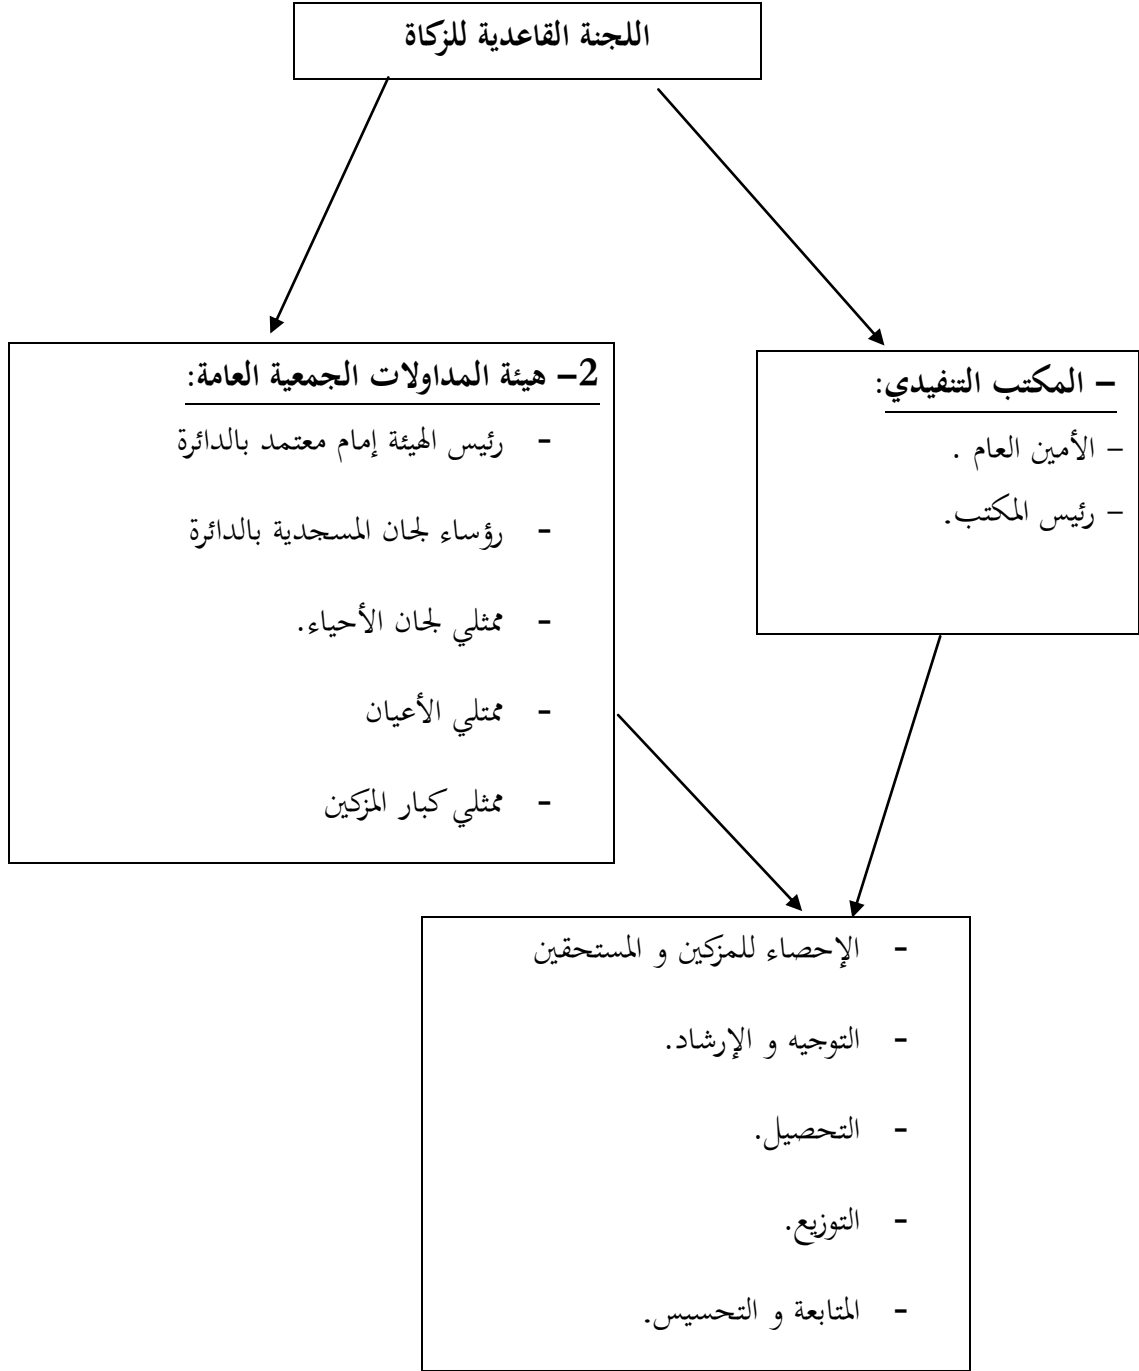 اللجنة القاعدية للزكاة
– المكتب التنفيدي:
– الأمين العام .
– رئيس المكتب.
2– هيئة المداولات الجمعية العامة:
- رئيس الهيئة إمام معتمد بالدائرة
- رؤساء لجان المسجدية بالدائرة
- ممثلي لجان الأحياء.
- ممتلي الأعيان
- ممثلي كبار المزكين
- الإحصاء للمزكين و المستحقين
- التوجيه و الإرشاد.
- التحصيل.
- التوزيع.
- المتابعة و التحسيس.